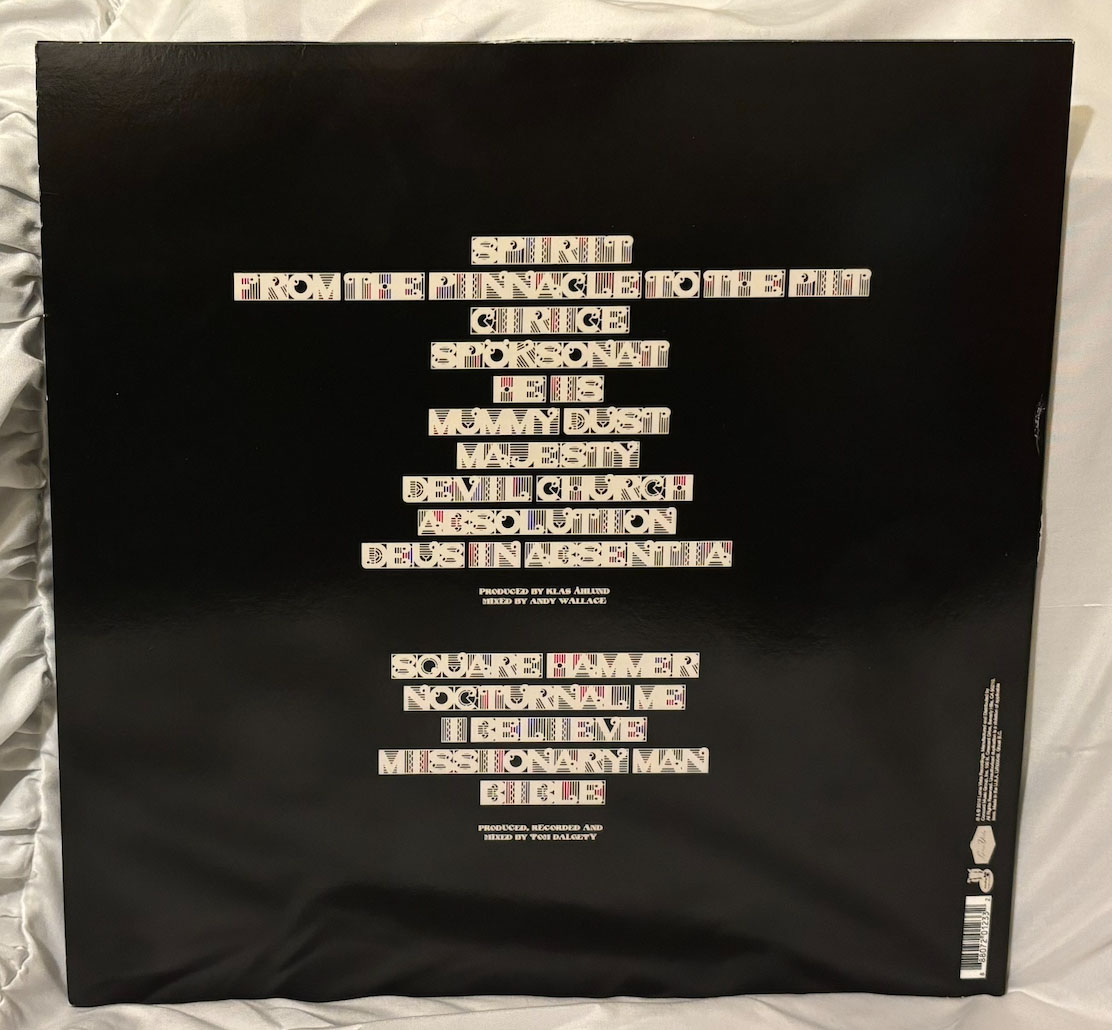 SPIRIT
FROM THE PINNACLE TO THE PIT
CIRICE
SPÖKSONAT
HE IS
MUMMY DUST
MAJESTY
DEVIL CHURCH
ABSOLUTION
DEUS IN ABSENTIA
PRODUCED BY KLAS ÅHLUND
MIXED BY ANDY WALLACE
SQUARE HAMMER
NOCTURNAL ME
I BELIEVE
MISSIONARY MAN
BIBLE
PRODUCED, RECORDED AND
MIXED BY TOM DALGETY